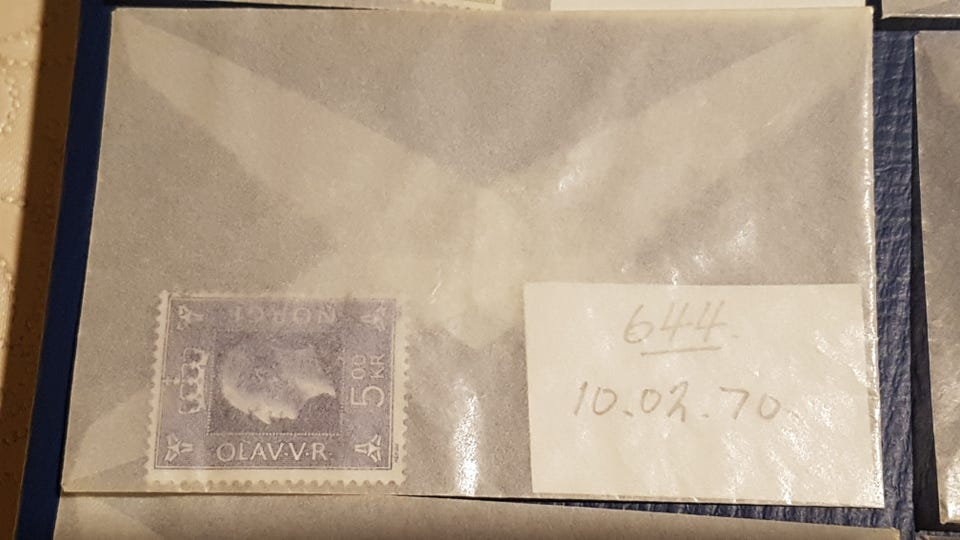 NORGE
5 00 KR
OLAV·V·R
644
10.02.70